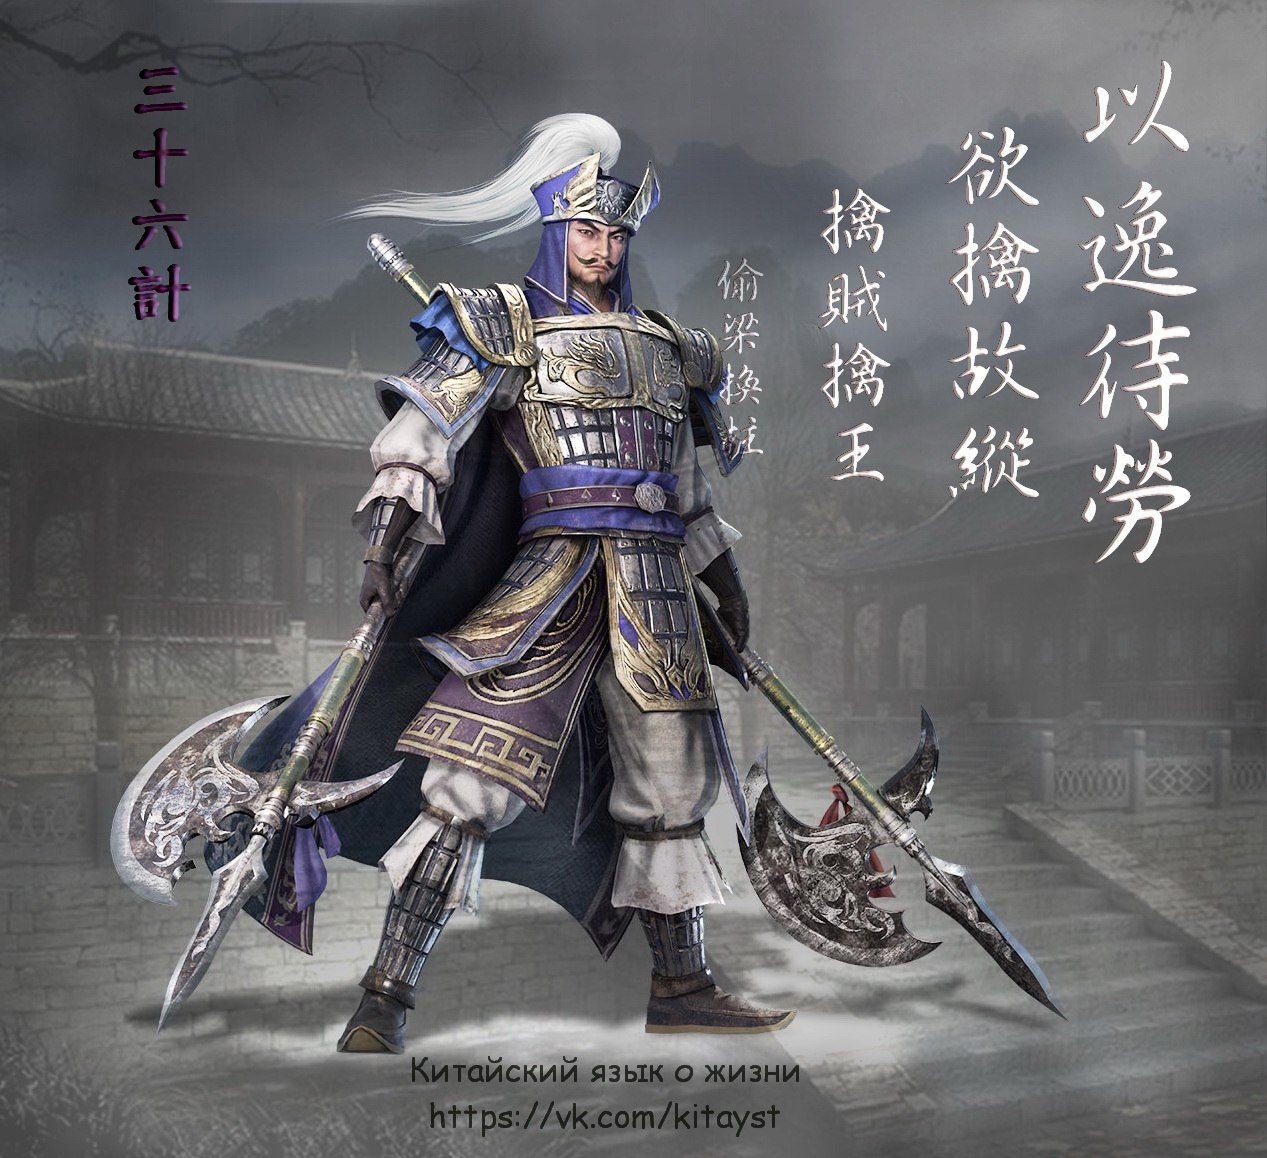 以逸待勞
欲擒故縱
擒賊擒王
偷梁換柱
三十六計
Китайский язык о жизни
https://vk.com/kitayst